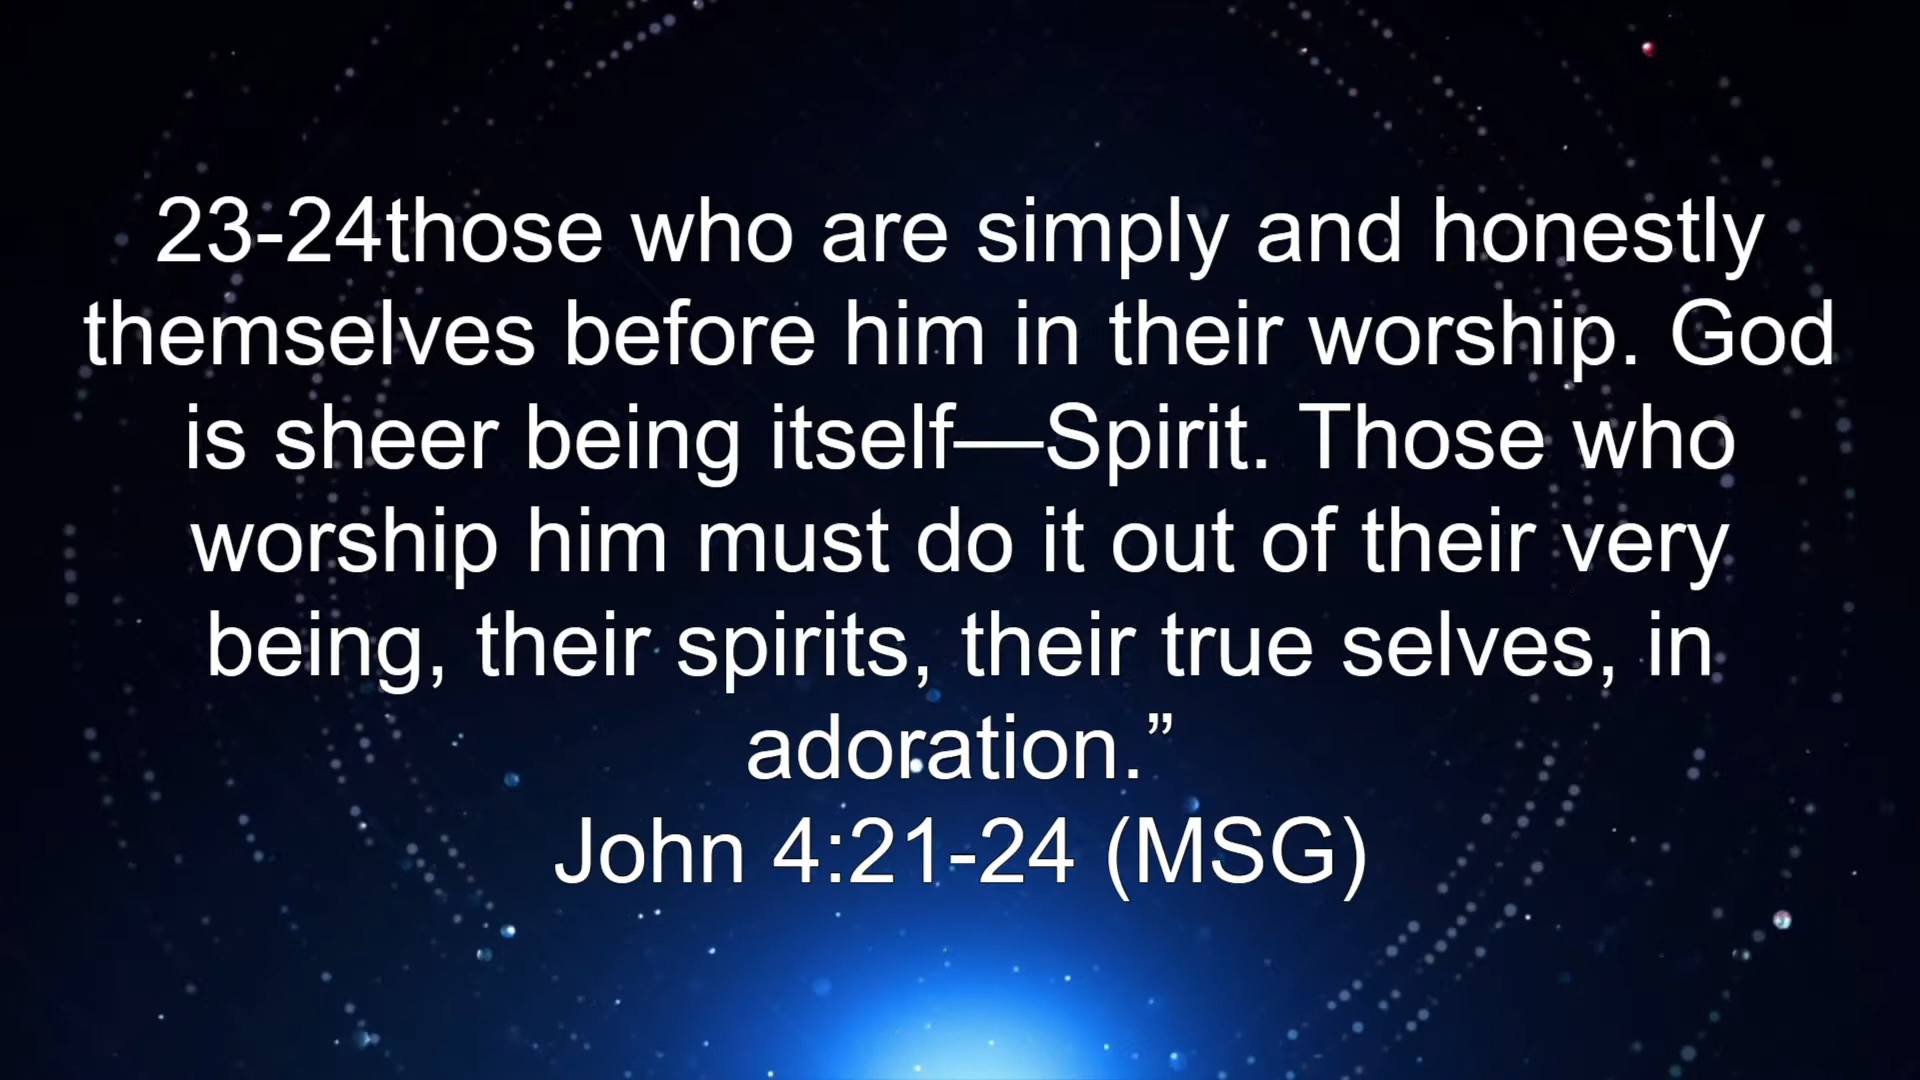 23-24those who are simply and honestly
themselves before him in their worship. God
is sheer being itself—Spirit. Those who
worship him must do it out of their very
being, their spirits, their true selves, in
adoration.”
John 4:21-24 (MSG)